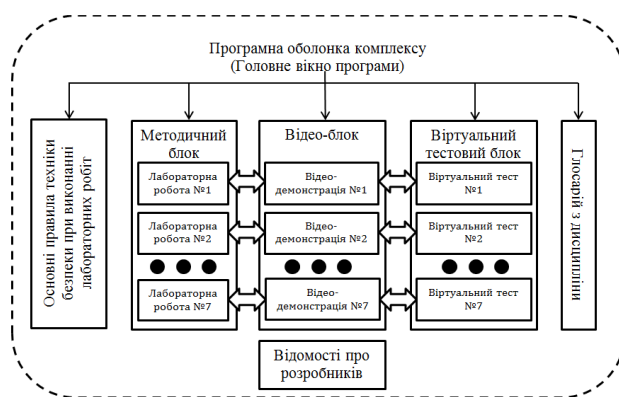 Програмна оболонка комплексу
(Головне вікно програми)
Основні правила техніки
безпеки при виконанні
лабораторних робіт
Методичний
блок
Лабораторна
робота №1
Лабораторна
робота №2
Лабораторна
робота №7
Відео-блок
Відео-
демонстрація №1
Відео-
демонстрація №2
Відео-
демонстрація №7
Віртуальний
тестовий блок
Віртуальний тест
№1
Віртуальний тест
№2
Віртуальний тест
№7
Глосарій з дисципліни
Відомості про
розробників